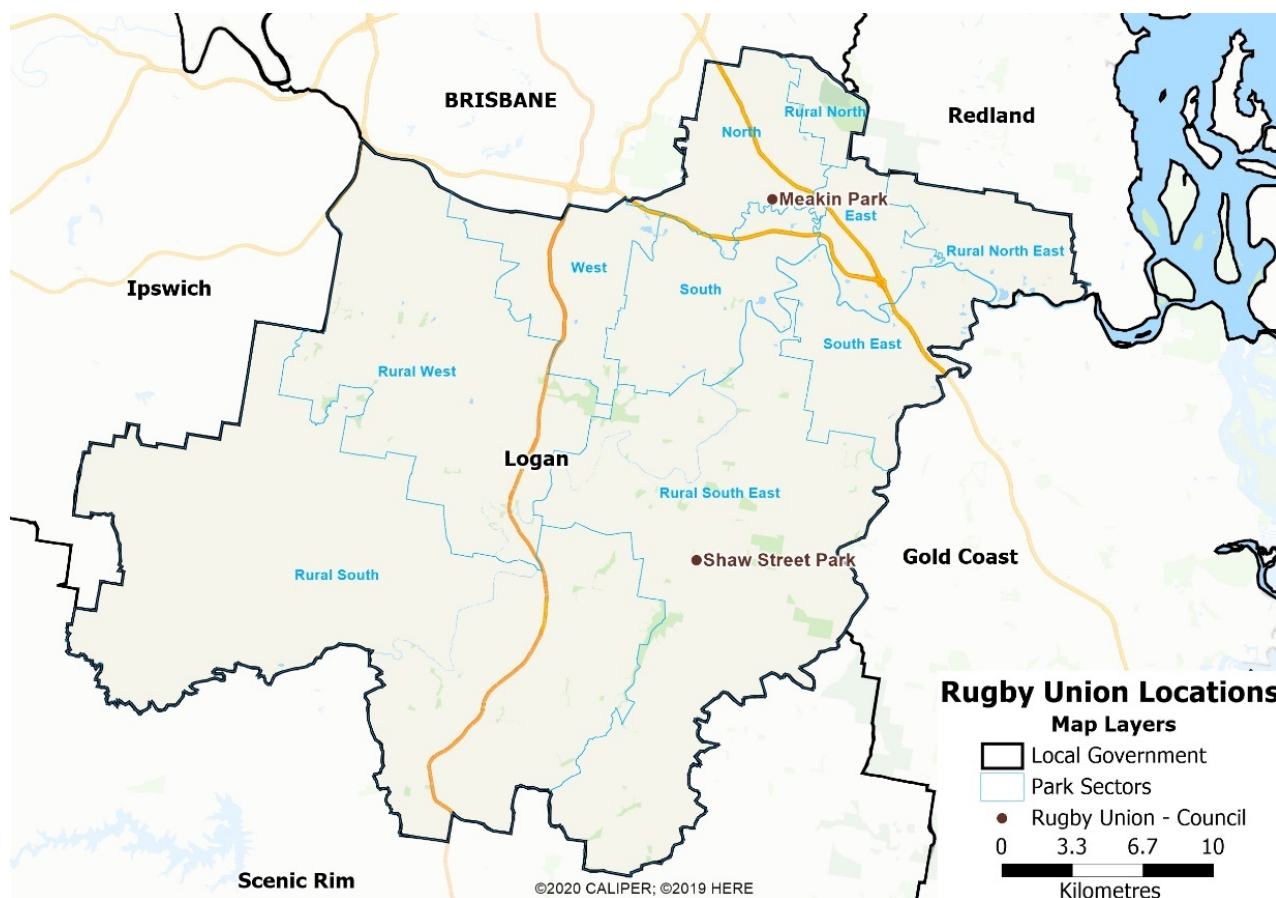 BRISBANE
Redland
Rural North
North
Meakin Park
East
Rural North East
West
South
Ipswich
South East
Rural West
Logan
Rural South East
Shaw Street Park
Gold Coast
Rural South
Scenic Rim
Rugby Union Locations
Map Layers
Local Government
Park Sectors
Rugby Union - Council
0 3.3 6.7 10
Kilometres
©2020 CALIPER; ©2019 HERE